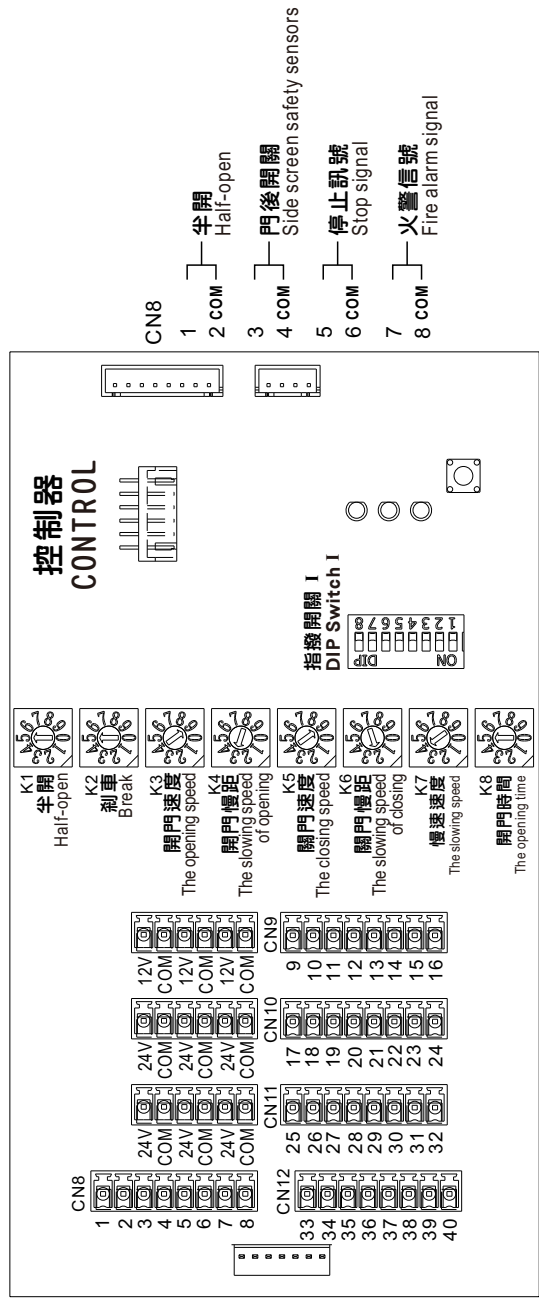 控制器
CONTROL
CN8
1
2 COM
半開
Half-open
3
4 COM
門後開關
Side screen safety sensors
5
6 COM
停止訊號
Stop signal
7
8 COM
火警信號
Fire alarm signal
指撥開關 I
DIP Switch I
ON DIP
1 2 3 4 5 6 7 8
K1
半開
Half-open
K2
剎車
Break
K3
開門速度
The opening speed
K4
開門慢距
The slowing speed
of opening
K5
關門速度
The closing speed
K6
關門慢距
The slowing speed
of closing
K7
慢速速度
The slowing speed
K8
開門時間
The opening time
12V
COM
12V
COM
12V
COM
CN9
9
10
11
12
13
14
15
16
24V
COM
24V
COM
24V
COM
CN10
17
18
19
20
21
22
23
24
24V
COM
24V
COM
24V
COM
CN11
25
26
27
28
29
30
31
32
CN8
1
2
3
4
5
6
7
8
CN12
33
34
35
36
37
38
39
40